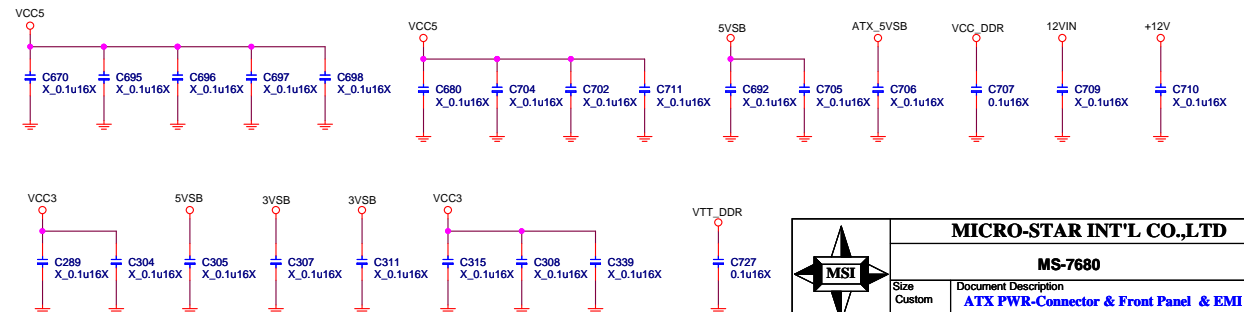 VCC5
C670
X_0.1u16X
C695
X_0.1u16X
C696
X_0.1u16X
C697
X_0.1u16X
C698
X_0.1u16X
VCC5
C680
X_0.1u16X
C704
X_0.1u16X
C702
X_0.1u16X
C711
X_0.1u16X
5VSB
C692
X_0.1u16X
C705
X_0.1u16X
ATX_5VSB
C706
X_0.1u16X
VCC_DDR
C707
0.1u16X
12VIN
C709
X_0.1u16X
+12V
C710
X_0.1u16X
VCC3
C289
X_0.1u16X
C304
X_0.1u16X
5VSB
C305
X_0.1u16X
3VSB
C307
X_0.1u16X
3VSB
C311
X_0.1u16X
VCC3
C315
X_0.1u16X
C308
X_0.1u16X
C339
X_0.1u16X
VTT_DDR
C727
0.1u16X
MSI
MICRO-STAR INT'L CO.,LTD
MS-7680
Size
Custom
Document Description
ATX PWR-Connector & Front Panel & EMI